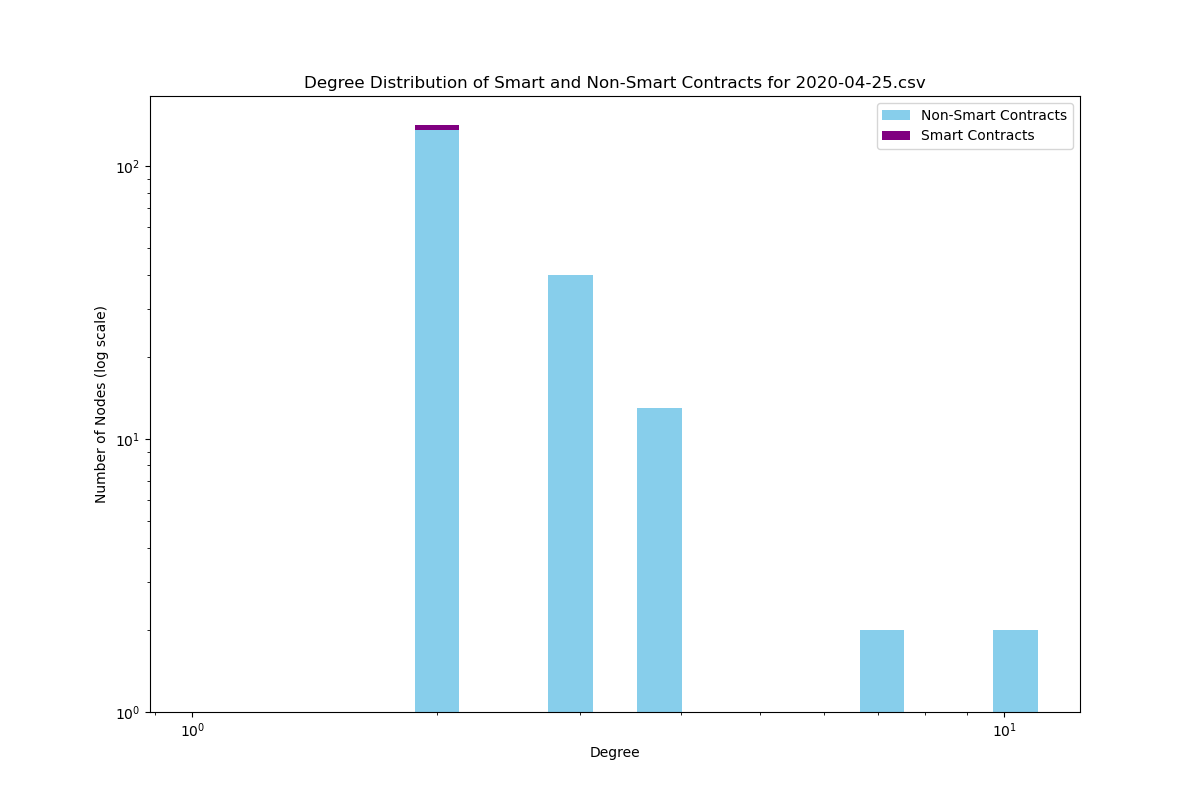 Degree Distribution of Smart and Non-Smart Contracts for 2020-04-25.csv
Non-Smart Contracts
Smart Contracts
Number of Nodes (log scale)
10²
10¹
10⁰
10⁰ 10¹
Degree